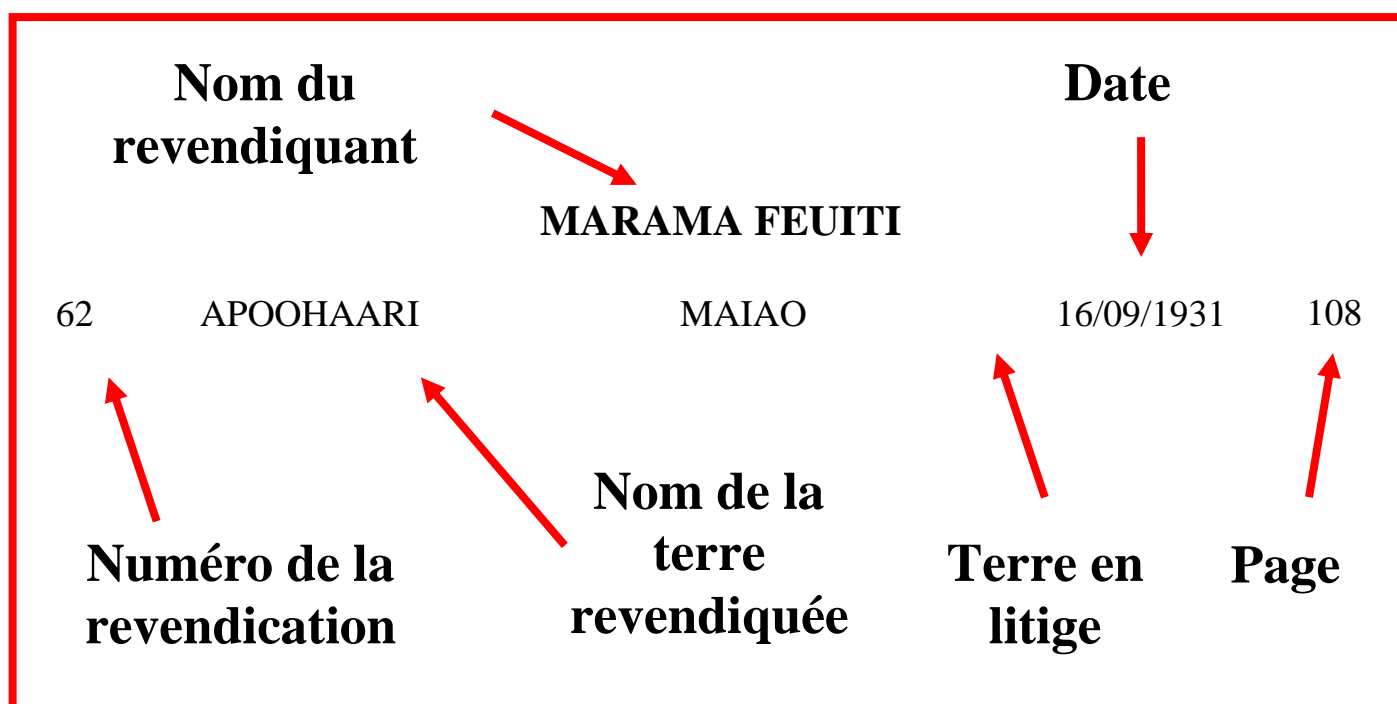 Nom du
revendiquant
Date
MARAMA FEUITI
62 APOOHAARI MAIAO 16/09/1931 108
Numéro de la
revendication
Nom de la
terre
revendiquée
Terre en
litige
Page